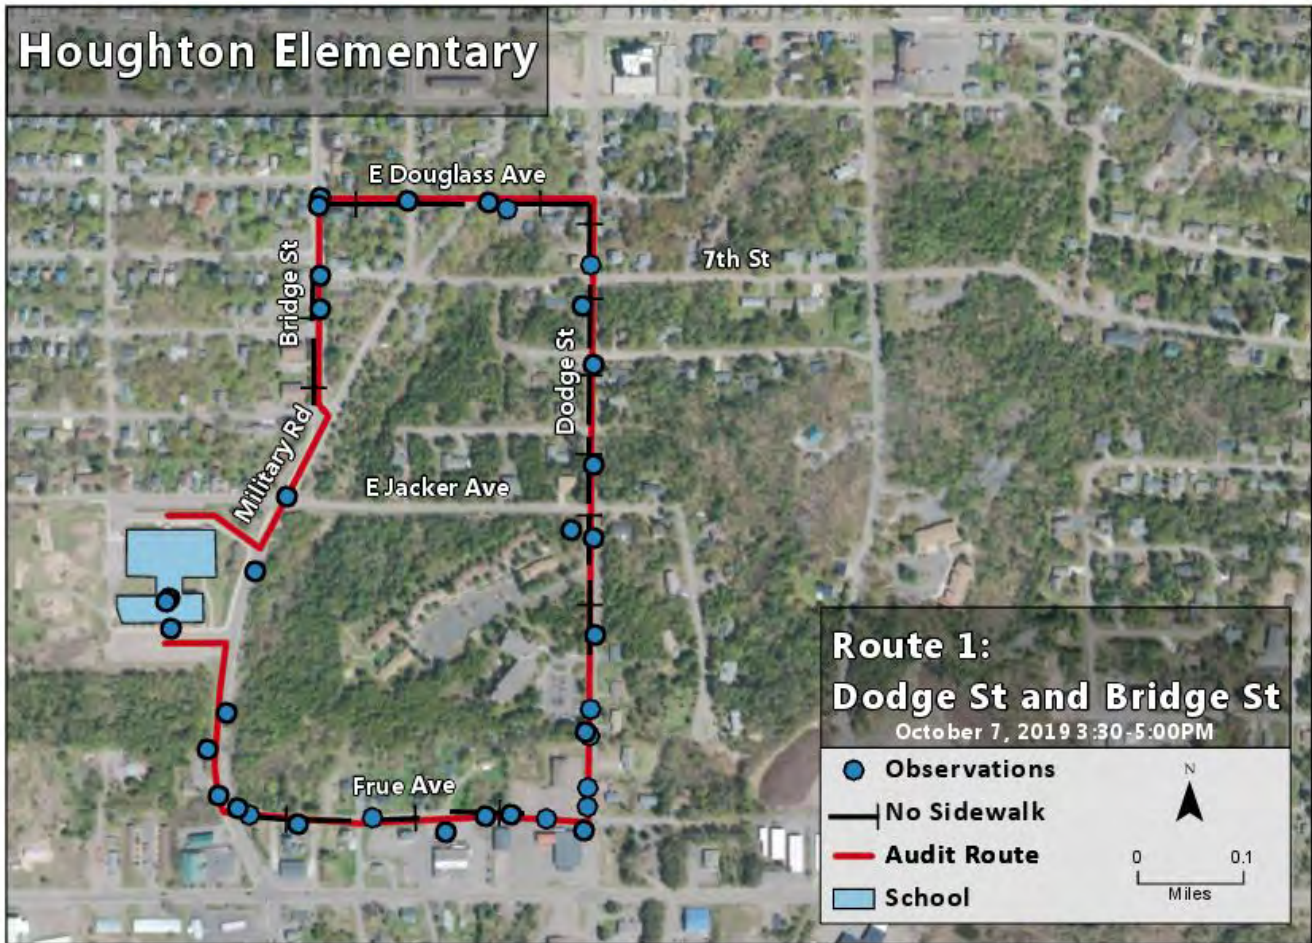 Houghton Elementary
E Douglass Ave
Bridge St
7th St
Dodge St
Military Rd
E Jacker Ave
Frue Ave
Route 1:
Dodge St and Bridge St
October 7, 2019 3:30-5:00PM
Observations
No Sidewalk
Audit Route
School
N
0 0.1
Miles